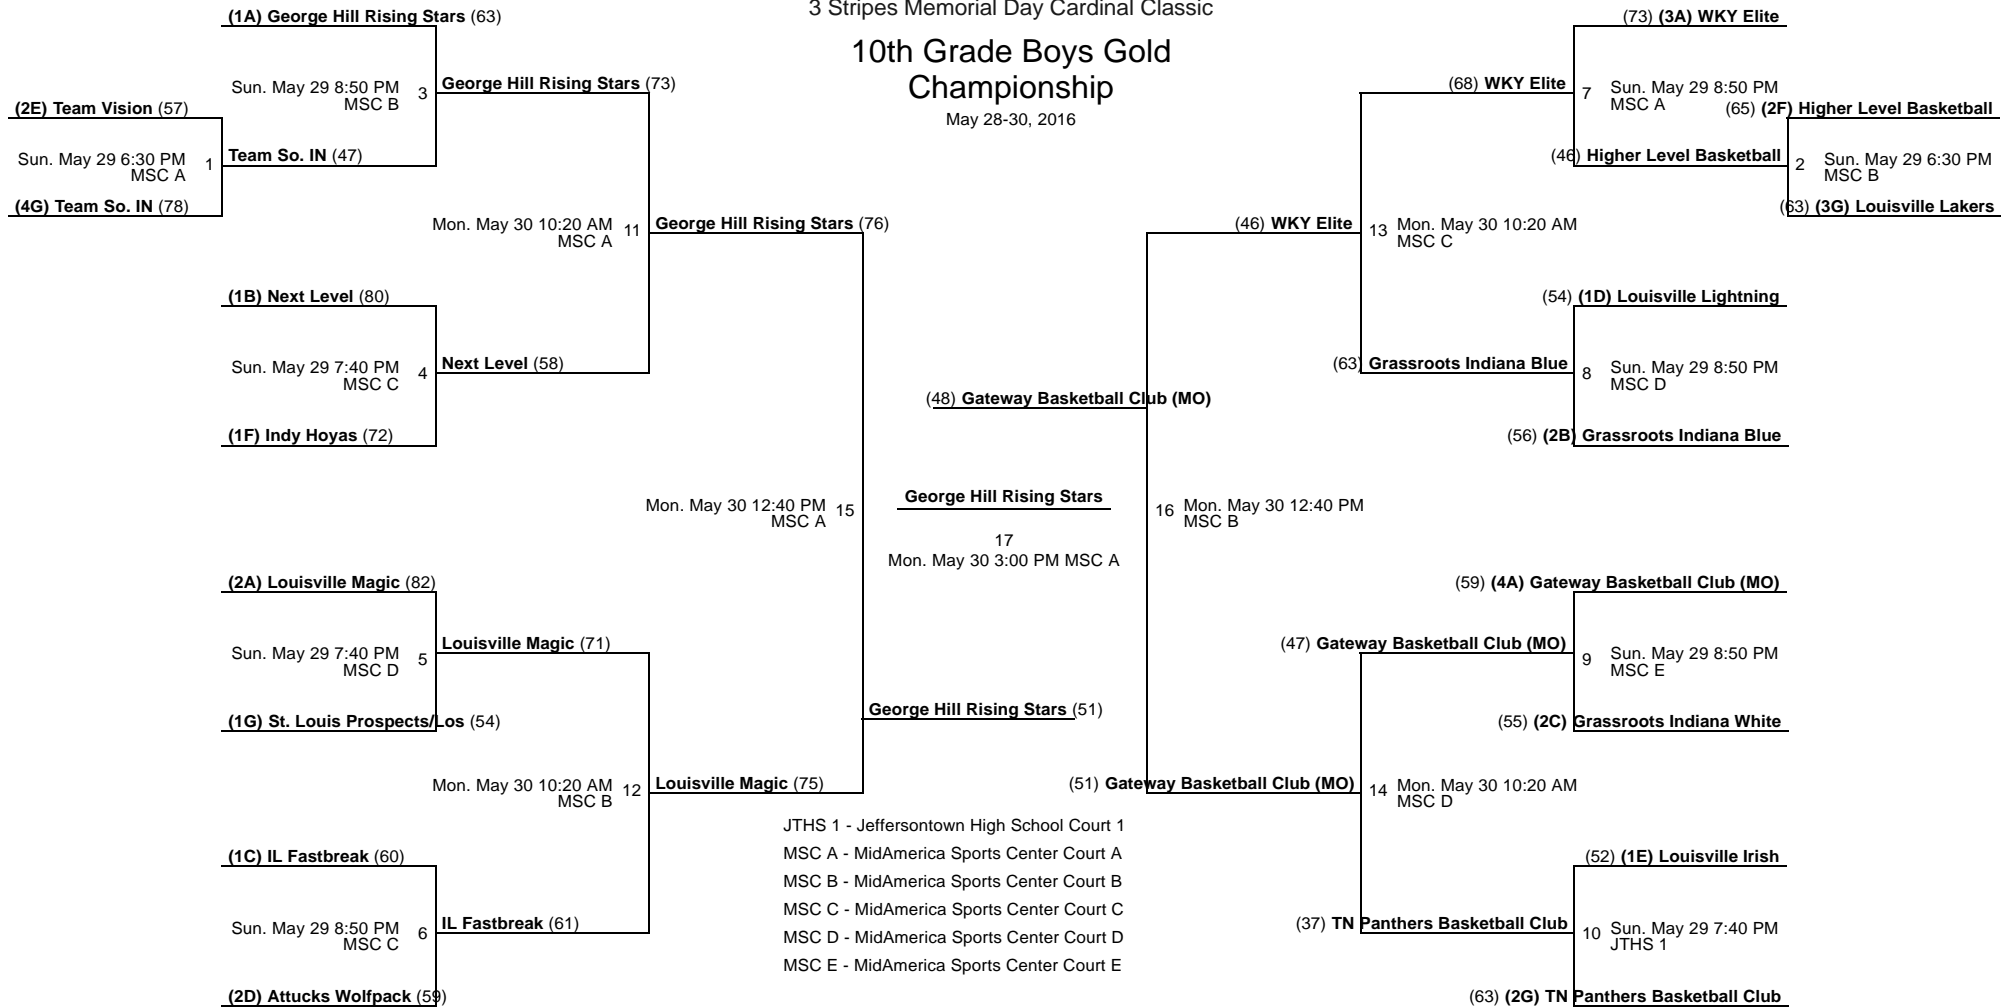 3 Stripes Memorial Day Cardinal Classic
10th Grade Boys Gold
Championship
May 28-30, 2016
(1A) George Hill Rising Stars (63)
Sun. May 29 8:50 PM
MSC B
3
George Hill Rising Stars (73)
(2E) Team Vision (57)
Sun. May 29 6:30 PM
MSC A
1
Team So. IN (47)
(4G) Team So. IN (78)
Mon. May 30 10:20 AM
MSC A
11
George Hill Rising Stars (76)
(1B) Next Level (80)
Sun. May 29 7:40 PM
MSC C
4
Next Level (58)
(1F) Indy Hoyas (72)
Mon. May 30 12:40 PM
MSC A
15
(2A) Louisville Magic (82)
Sun. May 29 7:40 PM
MSC D
5
Louisville Magic (71)
(1G) St. Louis Prospects/Los (54)
George Hill Rising Stars (51)
Mon. May 30 10:20 AM
MSC B
12
Louisville Magic (75)
(1C) IL Fastbreak (60)
Sun. May 29 8:50 PM
MSC C
6
IL Fastbreak (61)
(2D) Attucks Wolfpack (59)
(48) Gateway Basketball Club (MO)
George Hill Rising Stars
17
Mon. May 30 3:00 PM MSC A
(73) (3A) WKY Elite
(68) WKY Elite
7
Sun. May 29 8:50 PM
MSC A
(65) (2F) Higher Level Basketball
(46) Higher Level Basketball
2
Sun. May 29 6:30 PM
MSC B
(63) (3G) Louisville Lakers
(46) WKY Elite
13
Mon. May 30 10:20 AM
MSC C
(54) (1D) Louisville Lightning
(63) Grassroots Indiana Blue
8
Sun. May 29 8:50 PM
MSC D
(56) (2B) Grassroots Indiana Blue
16
Mon. May 30 12:40 PM
MSC B
(59) (4A) Gateway Basketball Club (MO)
(47) Gateway Basketball Club (MO)
9
Sun. May 29 8:50 PM
MSC E
(55) (2C) Grassroots Indiana White
(51) Gateway Basketball Club (MO)
14
Mon. May 30 10:20 AM
MSC D
(52) (1E) Louisville Irish
(37) TN Panthers Basketball Club
10
Sun. May 29 7:40 PM
JTHS 1
(63) (2G) TN Panthers Basketball Club
JTHS 1 - Jeffersontown High School Court 1
MSC A - MidAmerica Sports Center Court A
MSC B - MidAmerica Sports Center Court B
MSC C - MidAmerica Sports Center Court C
MSC D - MidAmerica Sports Center Court D
MSC E - MidAmerica Sports Center Court E